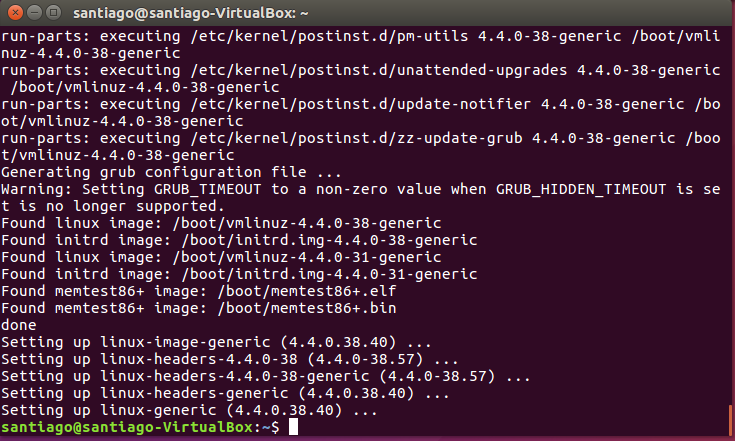 santiago@santiago-VirtualBox: ~
run-parts: executing /etc/kernel/postinst.d/pm-utils 4.4.0-38-generic /boot/vmli
nuz-4.4.0-38-generic
run-parts: executing /etc/kernel/postinst.d/unattended-upgrades 4.4.0-38-generic
 /boot/vmlinuz-4.4.0-38-generic
run-parts: executing /etc/kernel/postinst.d/update-notifier 4.4.0-38-generic /bo
ot/vmlinuz-4.4.0-38-generic
run-parts: executing /etc/kernel/postinst.d/zz-update-grub 4.4.0-38-generic /boo
t/vmlinuz-4.4.0-38-generic
Generating grub configuration file ...
Warning: Setting GRUB_TIMEOUT to a non-zero value when GRUB_HIDDEN_TIMEOUT is se
t is no longer supported.
Found linux image: /boot/vmlinuz-4.4.0-38-generic
Found initrd image: /boot/initrd.img-4.4.0-38-generic
Found linux image: /boot/vmlinuz-4.4.0-31-generic
Found initrd image: /boot/initrd.img-4.4.0-31-generic
Found memtest86+ image: /boot/memtest86+.elf
Found memtest86+ image: /boot/memtest86+.bin
done
Setting up linux-image-generic (4.4.0.38.40) ...
Setting up linux-headers-4.4.0-38 (4.4.0-38.57) ...
Setting up linux-headers-4.4.0-38-generic (4.4.0-38.57) ...
Setting up linux-headers-generic (4.4.0.38.40) ...
Setting up linux-generic (4.4.0.38.40) ...
santiago@santiago-VirtualBox:~$